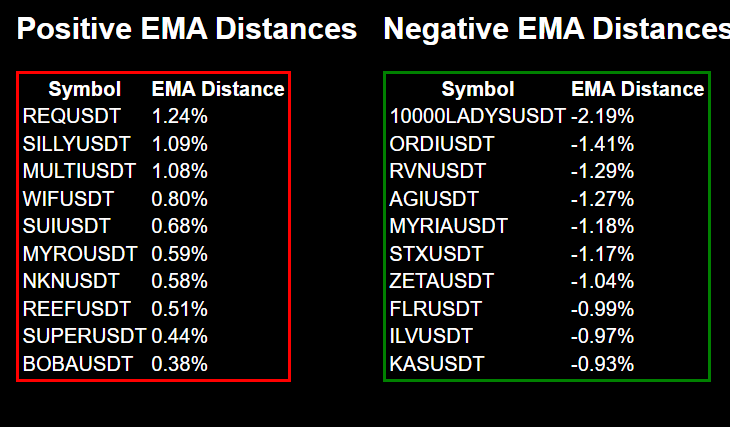 Positive EMA Distances
Symbol EMA Distance
REQUSDT 1.24%
SILLYUSDT 1.09%
MULTIUSDT 1.08%
WIFUSDT 0.80%
SUIUSDT 0.68%
MYROUSDT 0.59%
NKNUSDT 0.58%
REEFUSDT 0.51%
SUPERUSDT 0.44%
BOBAUSDT 0.38%
Negative EMA Distances
Symbol EMA Distance
10000LADYSUSDT -2.19%
ORDIUSDT -1.41%
RVNUSDT -1.29%
AGIUSDT -1.27%
MYRIAUSDT -1.18%
STXUSDT -1.17%
ZETAUSDT -1.04%
FLRUSDT -0.99%
ILVUSDT -0.97%
KASUSDT -0.93%